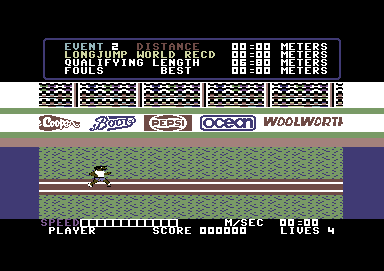 EVENT 2 DISTANCE 00=00 METERS
LONGJUMP WORLD RECD 00=00 METERS
QUALIFYING LENGTH 06=80 METERS
FOULS BEST 00=00 METERS
Cooper Boots PEPSI ocean WOOLWORTH
SPEED M/SEC 00=00
PLAYER SCORE 000000 LIVES 4